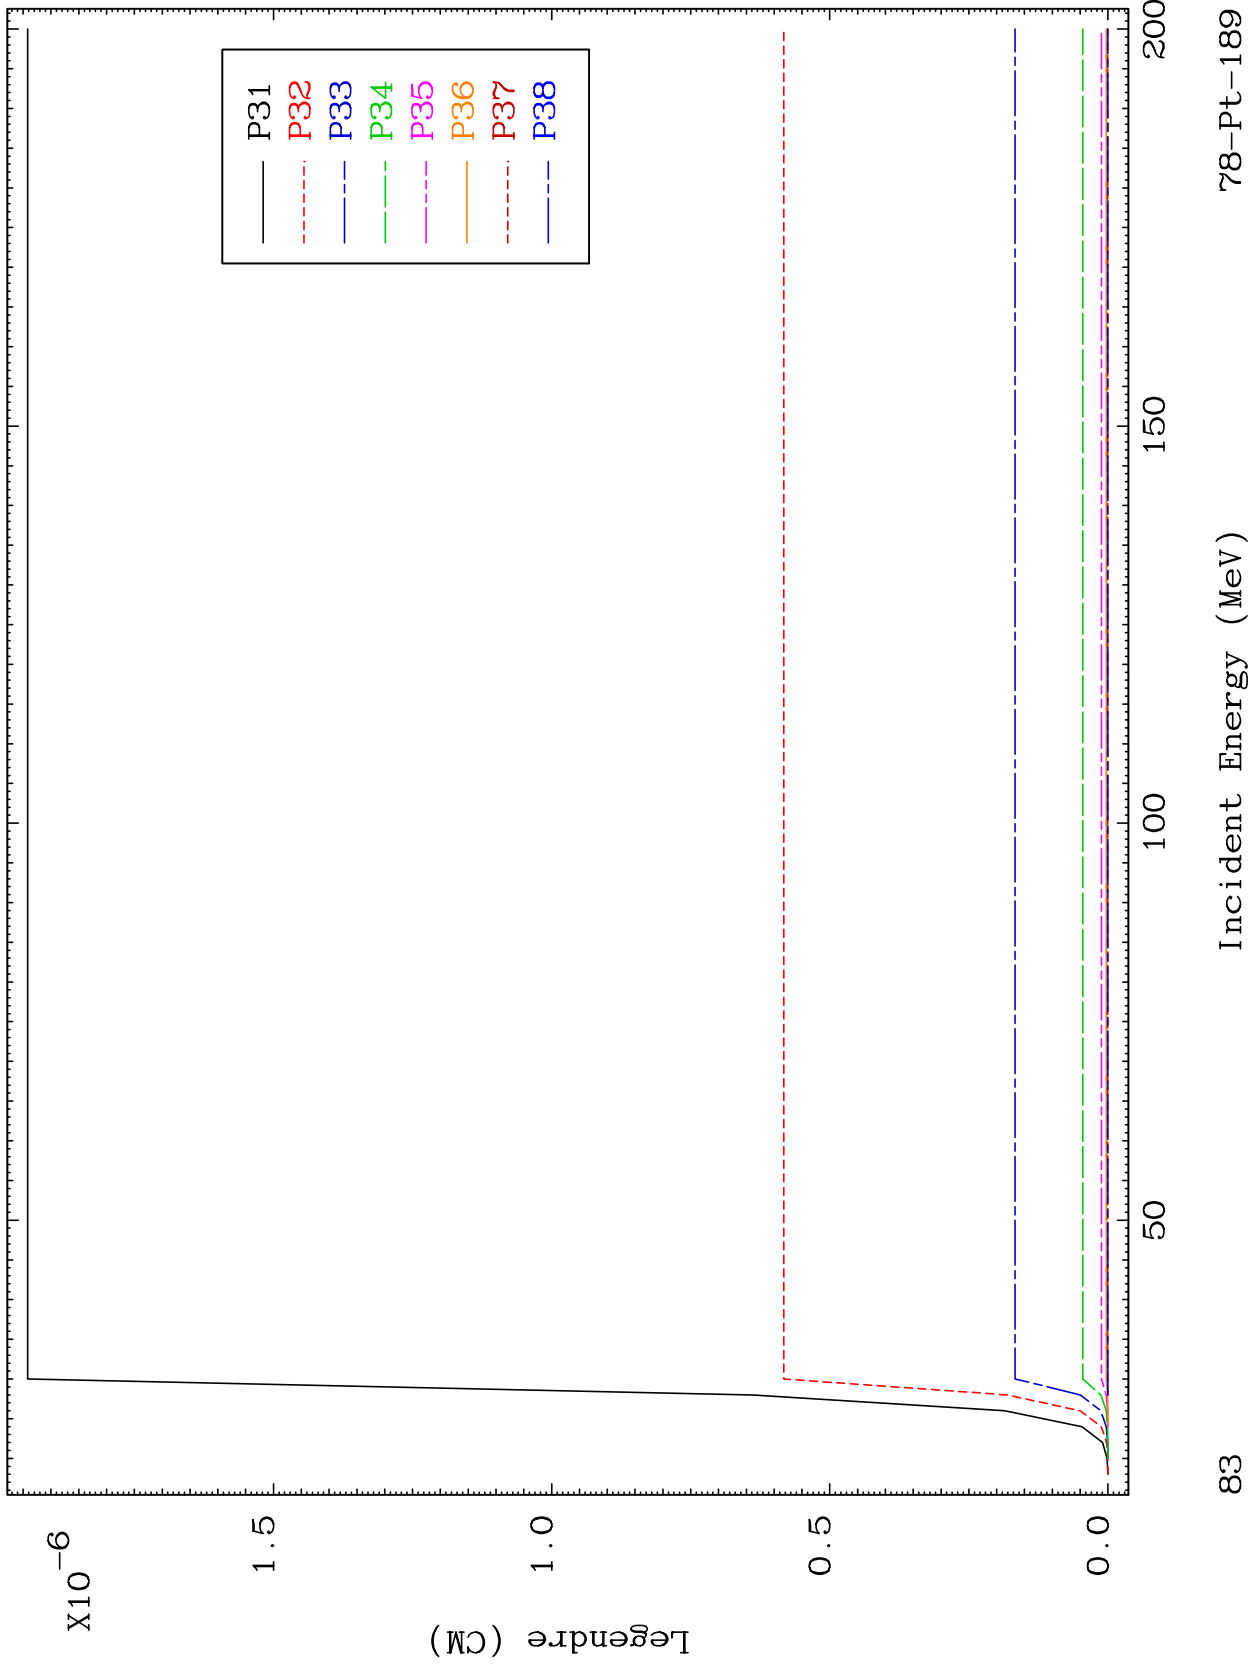 X10-6
1.5
1.0
0.5
0.0
Legendre (CM)
P31
P32
P33
P34
P35
P36
P37
P38
50
100
150
200
Incident Energy (MeV)
83
78-Pt-189